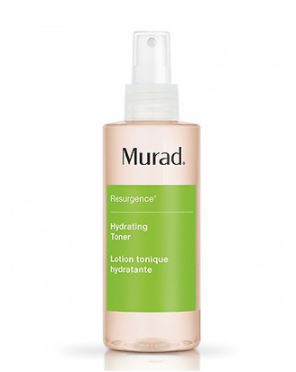 Murad.
Resurgence®
Hydrating
Toner
Lotion tonique
hydratante